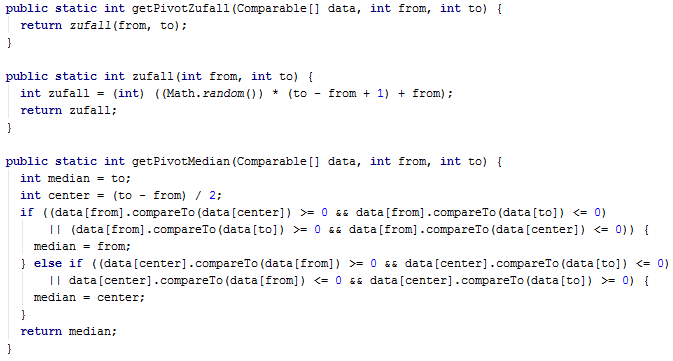 public static int getPivotZufall(Comparable[] data, int from, int to) {
return zufall(from, to);
}
public static int zufall(int from, int to) {
int zufall = (int) ((Math.random()) * (to - from + 1) + from);
return zufall;
}
public static int getPivotMedian(Comparable[] data, int from, int to) {
int median = to;
int center = (to - from) / 2;
if ((data[from].compareTo(data[center]) >= 0 && data[from].compareTo(data[to]) <= 0)
|| (data[from].compareTo(data[to]) >= 0 && data[from].compareTo(data[center]) <= 0)) {
median = from;
} else if ((data[center].compareTo(data[from]) >= 0 && data[center].compareTo(data[to]) <= 0)
|| data[center].compareTo(data[from]) <= 0 && data[center].compareTo(data[to]) >= 0) {
median = center;
}
return median;
}